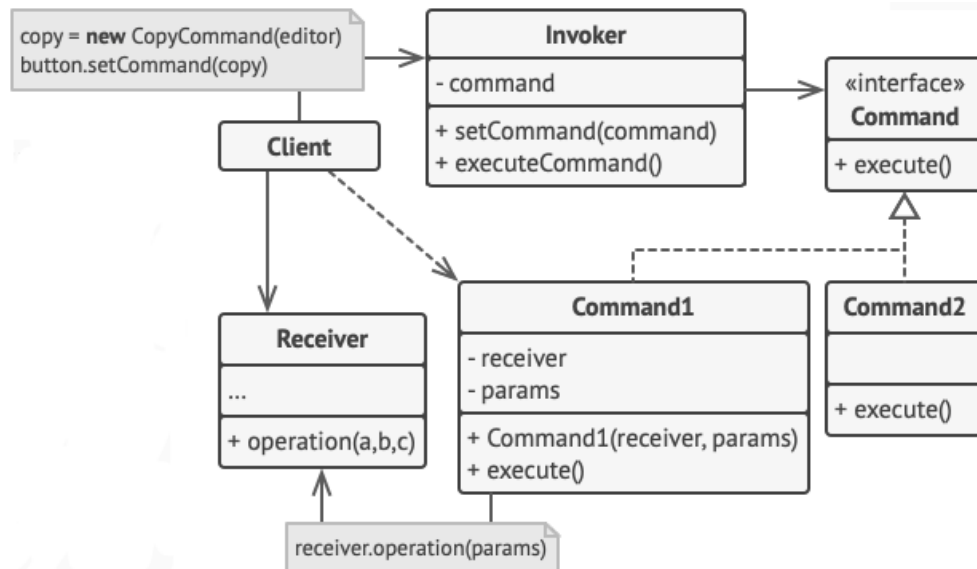 copy = new CopyCommand(editor)
button.setCommand(copy)
Client
Invoker
- command
+ setCommand(command)
+ executeCommand()
«interface»
Command
+ execute()
Receiver
...
+ operation(a,b,c)
Command1
- receiver
- params
+ Command1(receiver, params)
+ execute()
Command2
+ execute()
receiver.operation(params)